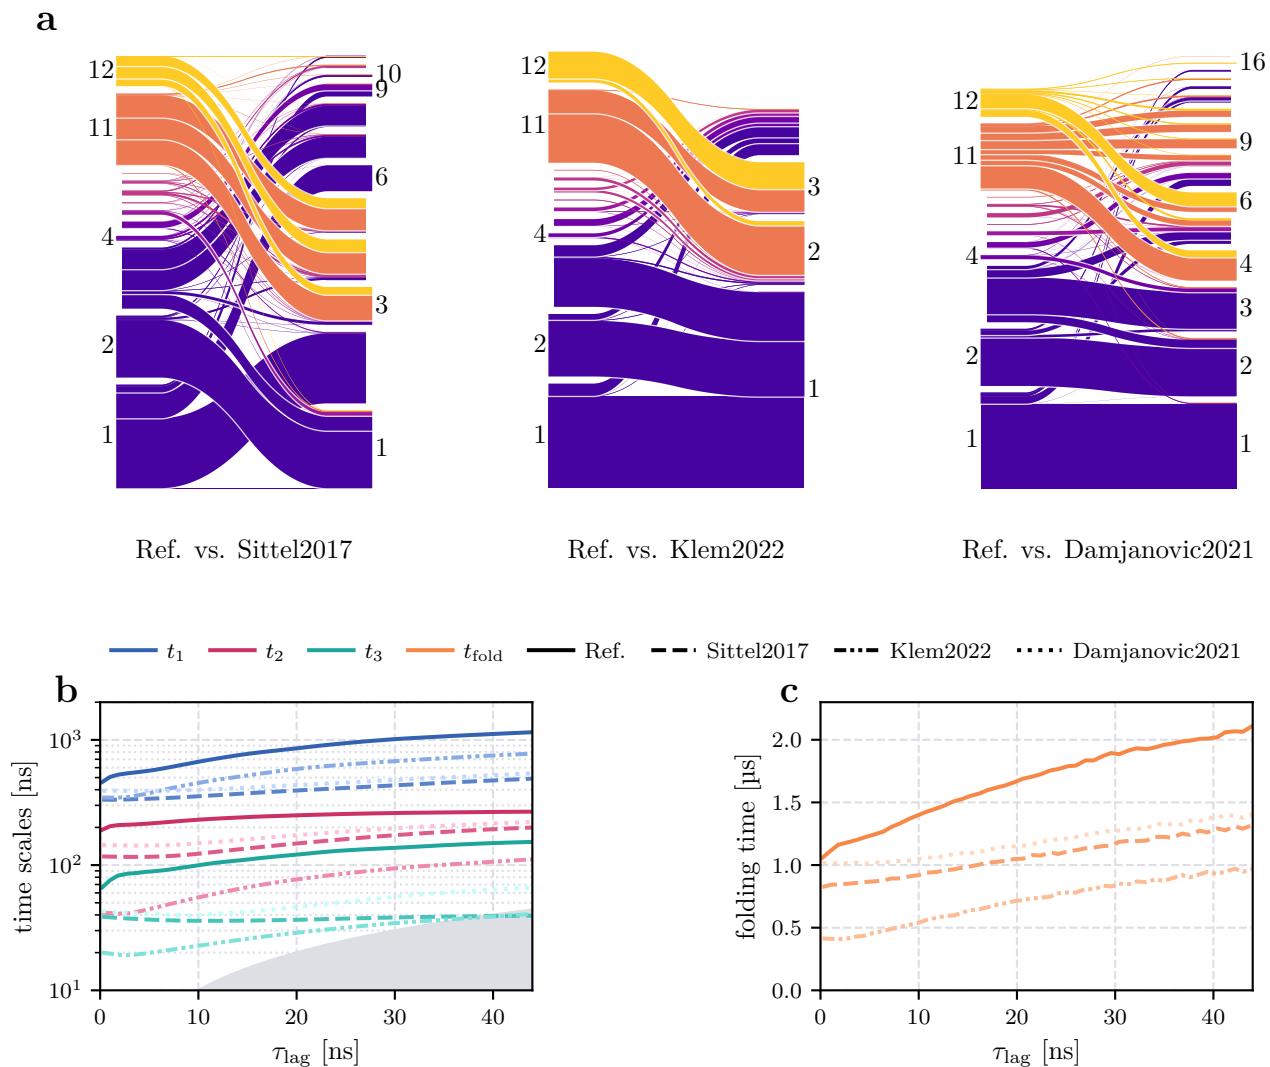 a
12
11
4
2
1
10
9
6
3
1
12
11
4
2
1
3
2
1
12
11
4
2
1
16
9
6
4
3
2
1
Ref. vs. Sittel2017
Ref. vs. Klem2022
Ref. vs. Damjanovic2021
t₁ t₂ t₃ t_fold Ref. Sittel2017 Klem2022 Damjanovic2021
b
time scales [ns]
10³
10²
10¹
0 10 20 30 40
τ_lag [ns]
c
folding time [µs]
2.0
1.5
1.0
0.5
0.0
0 10 20 30 40
τ_lag [ns]